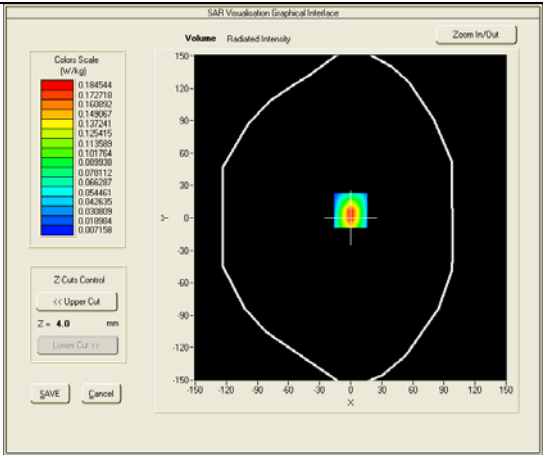 SAR Visualisation Graphical Interface
Volume Radiated Intensity
Zoom In/Out
Colors Scale
(W/kg)
0.184544
0.172718
0.160892
0.149067
0.137241
0.125415
0.113589
0.101764
0.089938
0.078112
0.066287
0.054461
0.042635
0.030809
0.018984
0.007158
Z-Cuts Control
<< Upper Cut
Z = 4.0 mm
Lower Cut >>
SAVE Cancel
150
120
90
60
30
Y 0
-30
-60
-90
-120
-150
-150 -120 -90 -60 -30 0 30 60 90 120 150
X